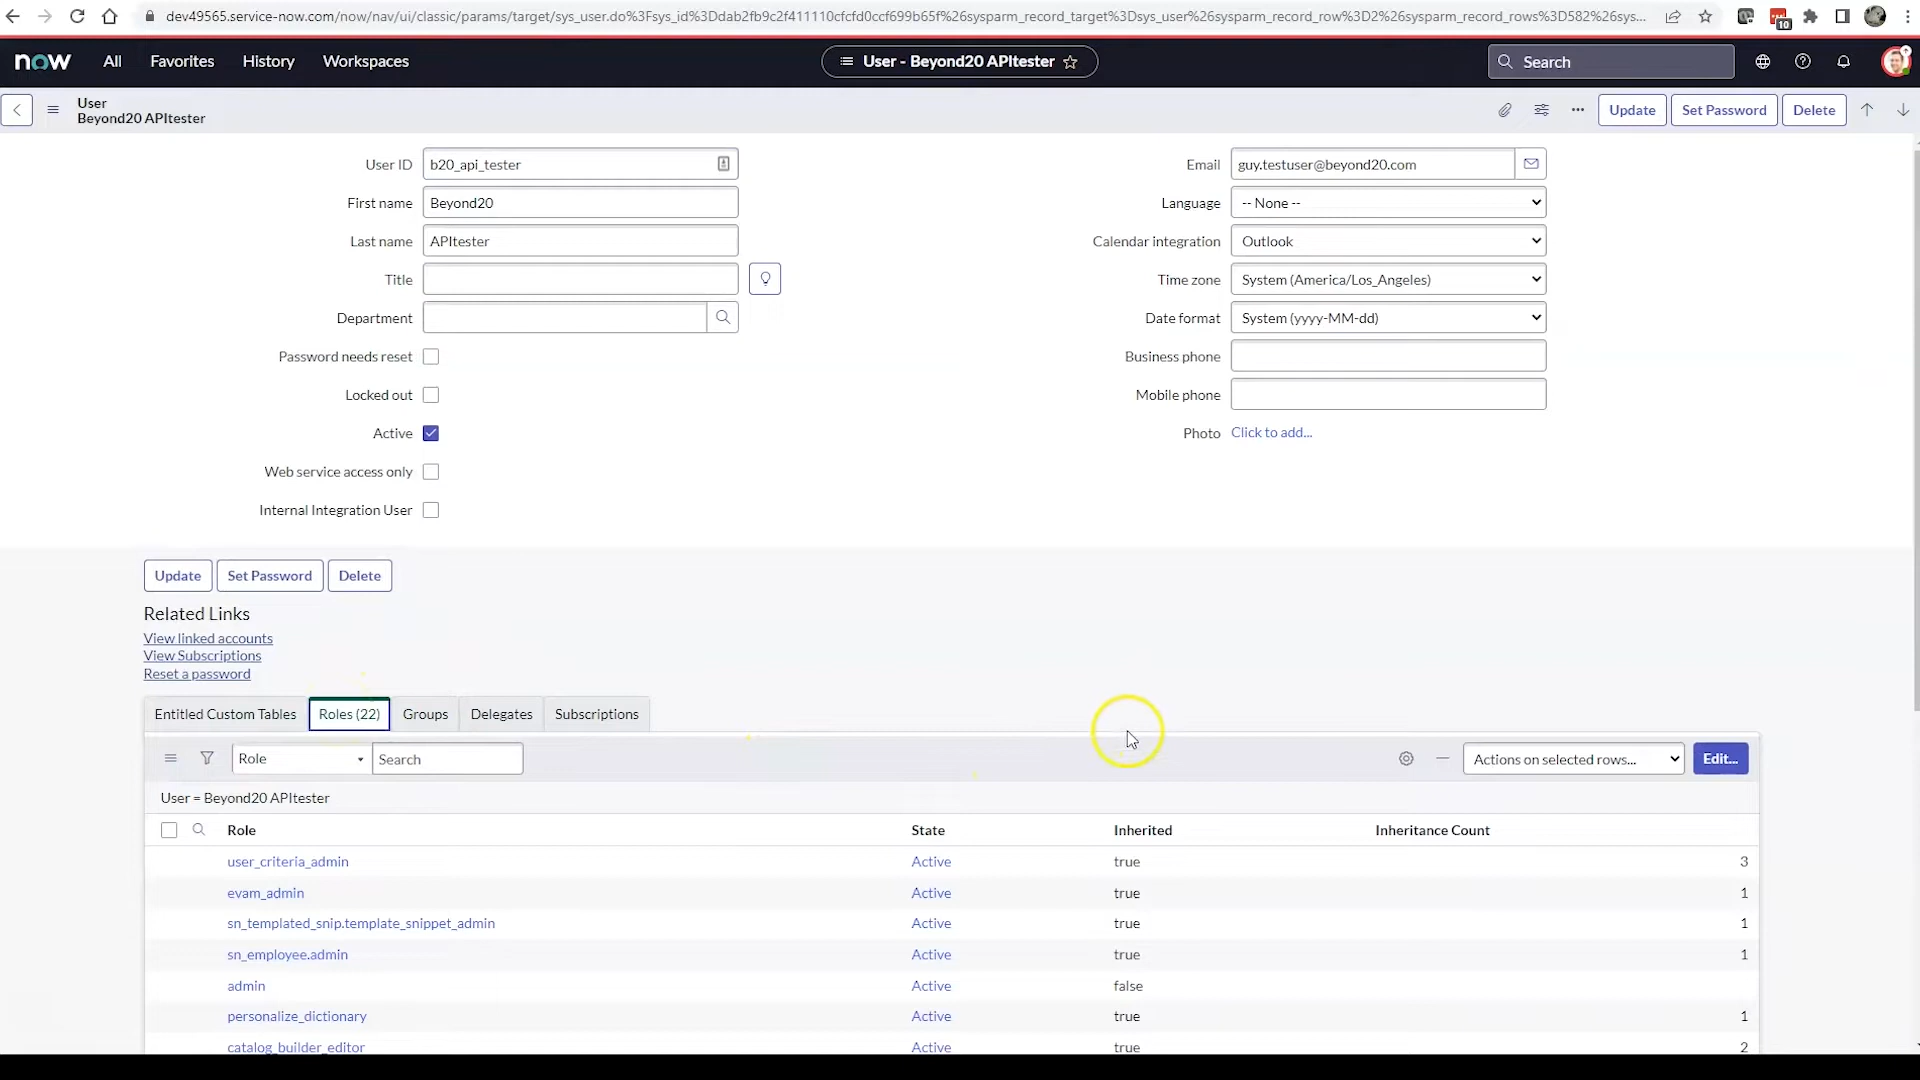 dev49565.service-now.com/now/nav/ui/classic/params/target/sys_user.do%3Fsys_id%3Ddab2fb9c2f411110cfcfd0ccf699b65f%26sysparm_record_target%3Dsys_user%26sysparm_record_row%3D2%26sysparm_record_rows%3D582%26sys...
10
now All Favorites History Workspaces User - Beyond20 APItester Search
User
Beyond20 APItester
Update Set Password Delete
User ID b20_api_tester Email guy.testuser@beyond20.com
First name Beyond20 Language -- None --
Last name APItester Calendar integration Outlook
Title Time zone System (America/Los_Angeles)
Department Date format System (yyyy-MM-dd)
Password needs reset Business phone
Locked out Mobile phone
Active Photo Click to add...
Web service access only
Internal Integration User
Update Set Password Delete
Related Links
View linked accounts
View Subscriptions
Reset a password
Entitled Custom Tables Roles (22) Groups Delegates Subscriptions
Role Search Actions on selected rows... Edit...
User = Beyond20 APItester
Role State Inherited Inheritance Count
user_criteria_admin Active true 3
evam_admin Active true 1
sn_templated_snip.template_snippet_admin Active true 1
sn_employee.admin Active true 1
admin Active false
personalize_dictionary Active true 1
catalog_builder_editor Active true 2